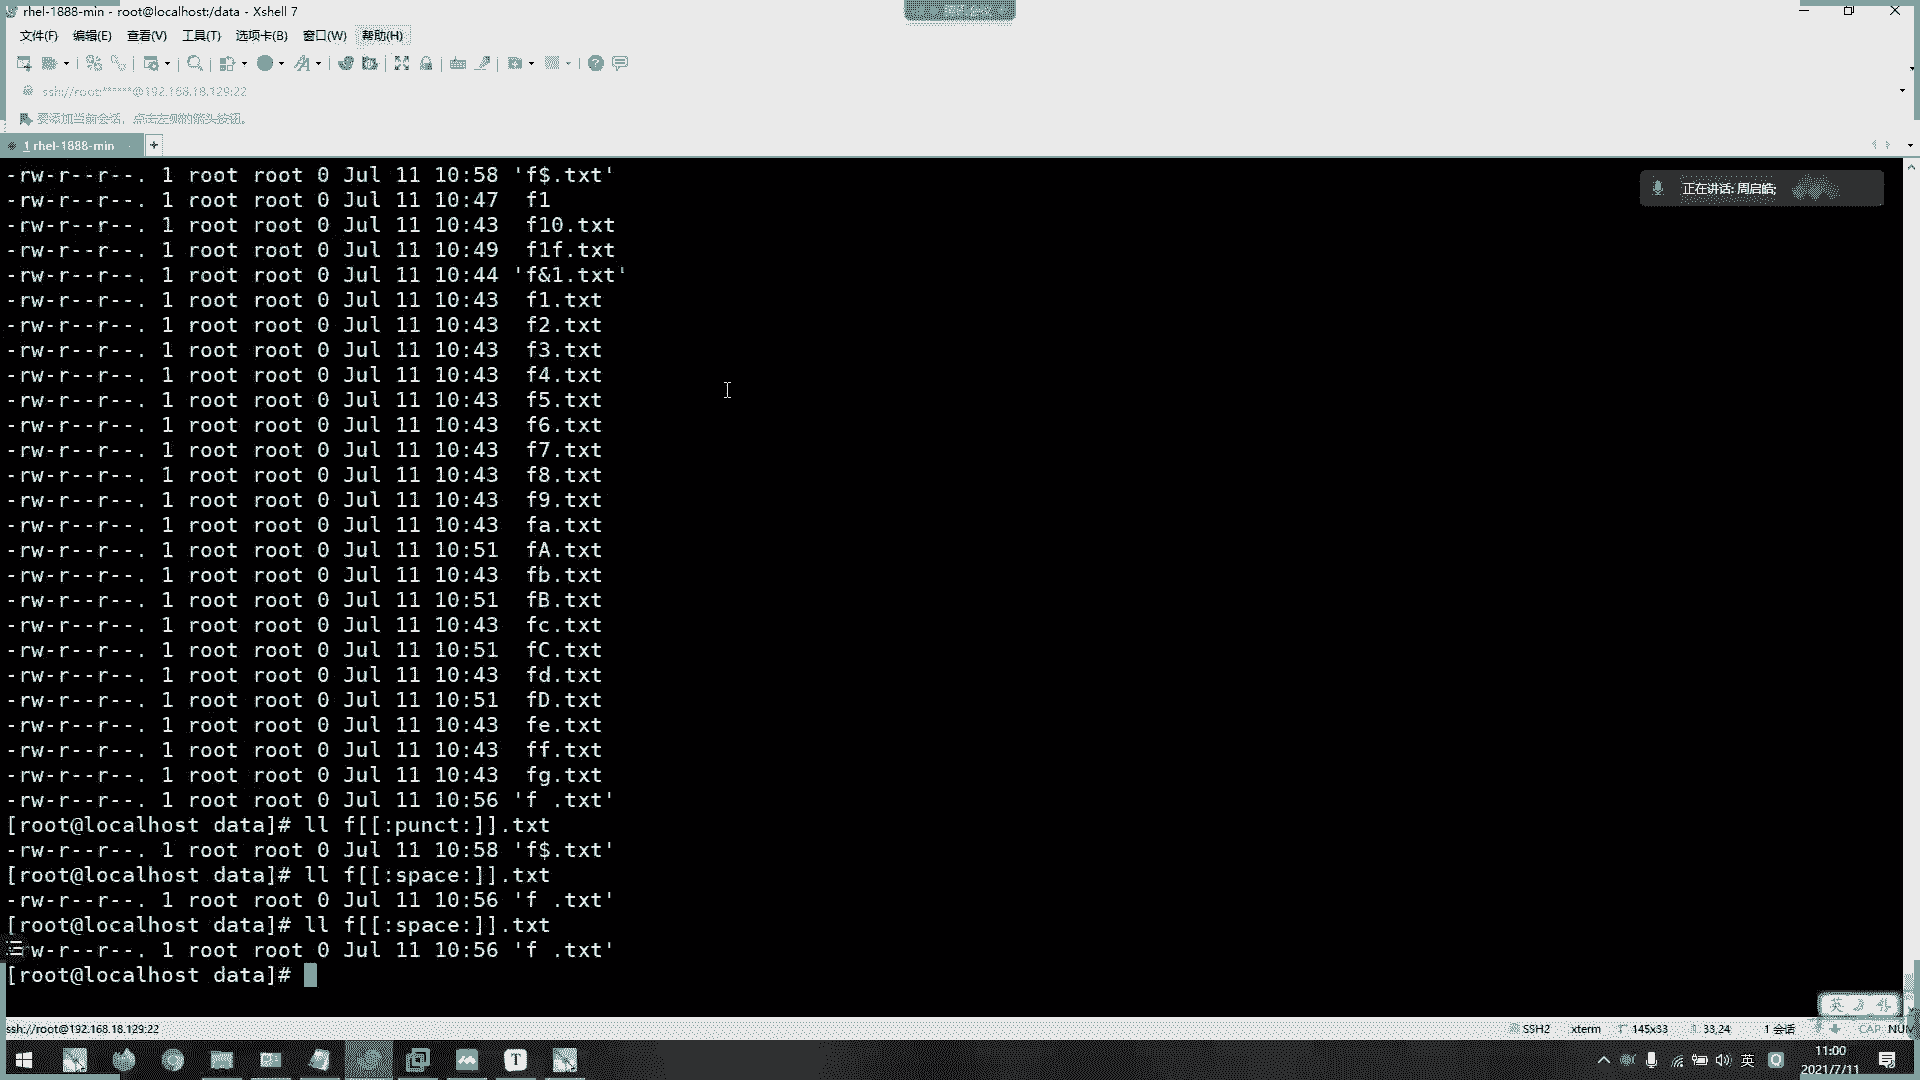 rhel-1888-min - root@localhost:/data - Xshell 7
文件(F) 编辑(E) 查看(V) 工具(T) 选项卡(B) 窗口(W) 帮助(H)
ssh://root:******@192.168.18.129:22
要添加当前会话，点击左侧的箭头按钮。
1 rhel-1888-min
正在讲话: 周启皓;
-rw-r--r--. 1 root root 0 Jul 11 10:58 'f$.txt'
-rw-r--r--. 1 root root 0 Jul 11 10:47  f1
-rw-r--r--. 1 root root 0 Jul 11 10:43  f10.txt
-rw-r--r--. 1 root root 0 Jul 11 10:49  f1f.txt
-rw-r--r--. 1 root root 0 Jul 11 10:44 'f&1.txt'
-rw-r--r--. 1 root root 0 Jul 11 10:43  f1.txt
-rw-r--r--. 1 root root 0 Jul 11 10:43  f2.txt
-rw-r--r--. 1 root root 0 Jul 11 10:43  f3.txt
-rw-r--r--. 1 root root 0 Jul 11 10:43  f4.txt
-rw-r--r--. 1 root root 0 Jul 11 10:43  f5.txt
-rw-r--r--. 1 root root 0 Jul 11 10:43  f6.txt
-rw-r--r--. 1 root root 0 Jul 11 10:43  f7.txt
-rw-r--r--. 1 root root 0 Jul 11 10:43  f8.txt
-rw-r--r--. 1 root root 0 Jul 11 10:43  f9.txt
-rw-r--r--. 1 root root 0 Jul 11 10:43  fa.txt
-rw-r--r--. 1 root root 0 Jul 11 10:51  fA.txt
-rw-r--r--. 1 root root 0 Jul 11 10:43  fb.txt
-rw-r--r--. 1 root root 0 Jul 11 10:51  fB.txt
-rw-r--r--. 1 root root 0 Jul 11 10:43  fc.txt
-rw-r--r--. 1 root root 0 Jul 11 10:51  fC.txt
-rw-r--r--. 1 root root 0 Jul 11 10:43  fd.txt
-rw-r--r--. 1 root root 0 Jul 11 10:51  fD.txt
-rw-r--r--. 1 root root 0 Jul 11 10:43  fe.txt
-rw-r--r--. 1 root root 0 Jul 11 10:43  ff.txt
-rw-r--r--. 1 root root 0 Jul 11 10:43  fg.txt
-rw-r--r--. 1 root root 0 Jul 11 10:56 'f .txt'
[root@localhost data]# ll f[[:punct:]].txt
-rw-r--r--. 1 root root 0 Jul 11 10:58 'f$.txt'
[root@localhost data]# ll f[[:space:]].txt
-rw-r--r--. 1 root root 0 Jul 11 10:56 'f .txt'
[root@localhost data]# ll f[[:space:]].txt
w-r--r--. 1 root root 0 Jul 11 10:56 'f .txt'
[root@localhost data]#
英
ssh://root@192.168.18.129:22 SSH2 xterm 145x33 33,24 1 会话 CAP NUM
T 英 11:00
2021/7/11